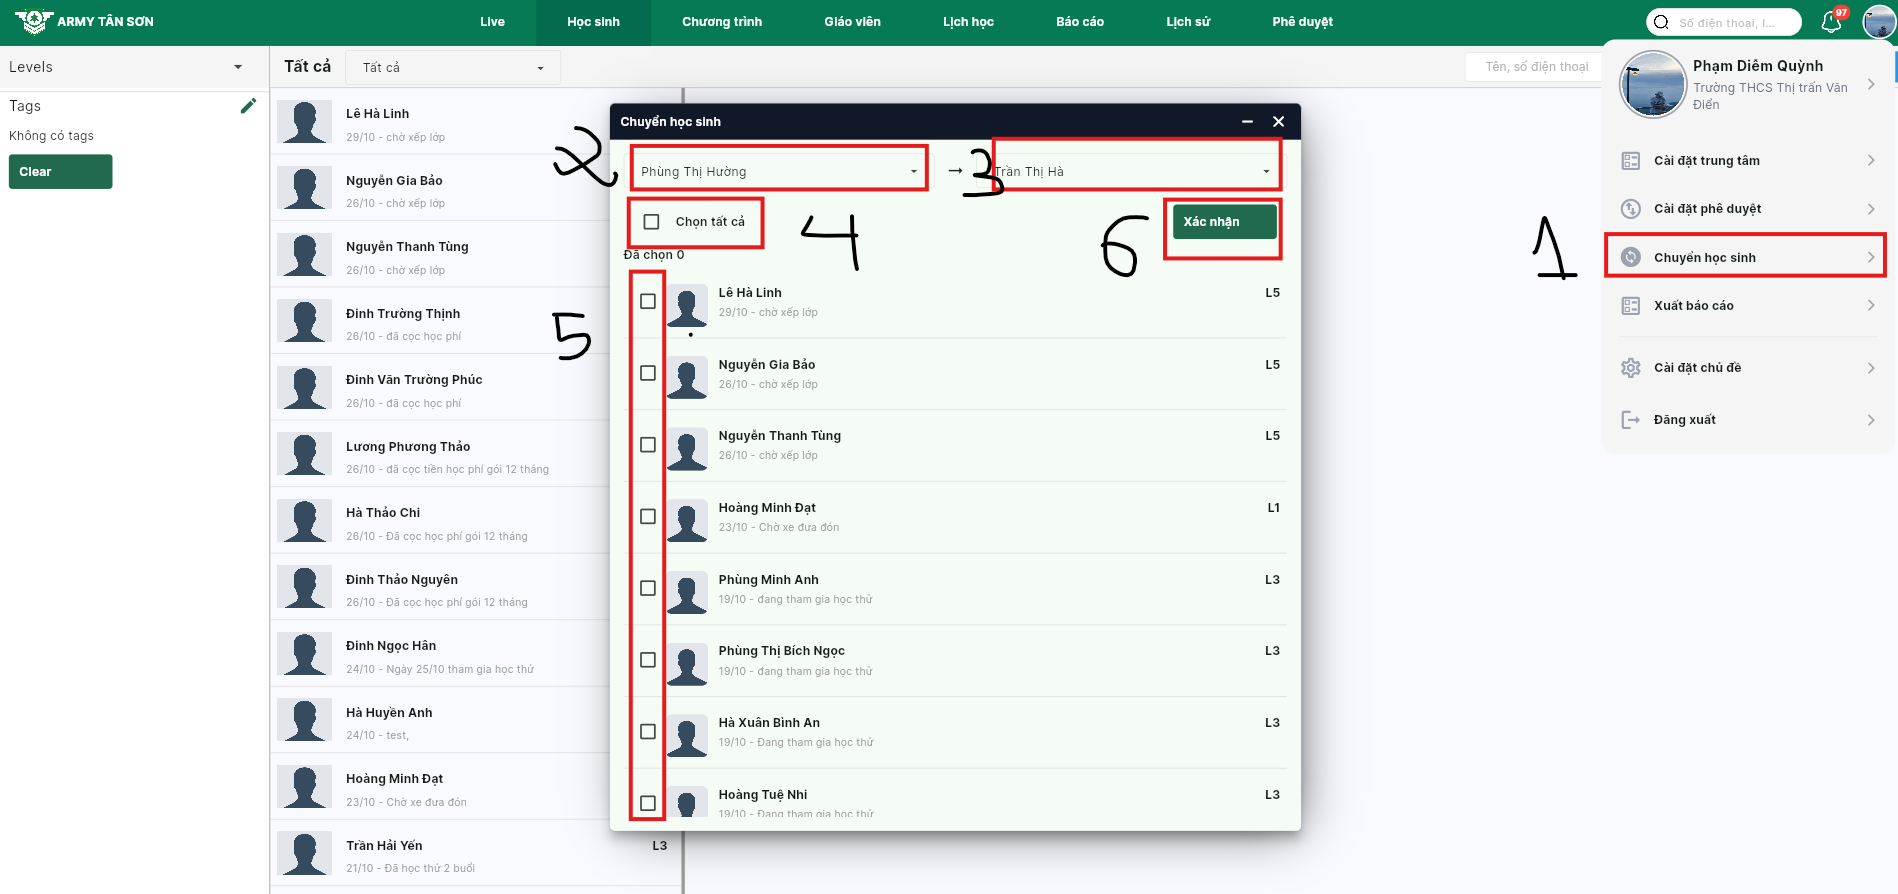 ARMY TÂN SƠN
Live
Học sinh
Chương trình
Giáo viên
Lịch học
Báo cáo
Lịch sử
Phê duyệt
Số điện thoại, l...
97
Levels
Tags
Không có tags
Clear
Tất cả
Tất cả
Tên, số điện thoại
Lê Hà Linh
29/10 - chờ xếp lớp
Nguyễn Gia Bảo
26/10 - chờ xếp lớp
Nguyễn Thanh Tùng
26/10 - chờ xếp lớp
Đinh Trường Thịnh
26/10 - đã cọc học phí
Đinh Văn Trường Phúc
26/10 - đã cọc học phí
Lương Phương Thảo
26/10 - đã cọc tiền học phí gói 12 tháng
Hà Thảo Chi
26/10 - Đã cọc học phí gói 12 tháng
Đinh Thảo Nguyên
26/10 - Đã cọc học phí gói 12 tháng
Đinh Ngọc Hân
24/10 - Ngày 25/10 tham gia học thử
Hà Huyền Anh
24/10 - test,
Hoàng Minh Đạt
23/10 - Chờ xe đưa đón
Trần Hải Yến
L3
21/10 - Đã học thử 2 buổi
Chuyển học sinh
2
Phùng Thị Hường
→
3
Trần Thị Hà
Chọn tất cả
4
6
Xác nhận
Đã chọn 0
5
Lê Hà Linh
L5
29/10 - chờ xếp lớp
Nguyễn Gia Bảo
L5
26/10 - chờ xếp lớp
Nguyễn Thanh Tùng
L5
26/10 - chờ xếp lớp
Hoàng Minh Đạt
L1
23/10 - Chờ xe đưa đón
Phùng Minh Anh
L3
19/10 - đang tham gia học thử
Phùng Thị Bích Ngọc
L3
19/10 - đang tham gia học thử
Hà Xuân Bình An
L3
19/10 - Đang tham gia học thử
Hoàng Tuệ Nhi
L3
19/10 - Đang tham gia học thử
Phạm Diễm Quỳnh
Trường THCS Thị trấn Văn
Điển
Cài đặt trung tâm
Cài đặt phê duyệt
1
Chuyển học sinh
Xuất báo cáo
Cài đặt chủ đề
Đăng xuất